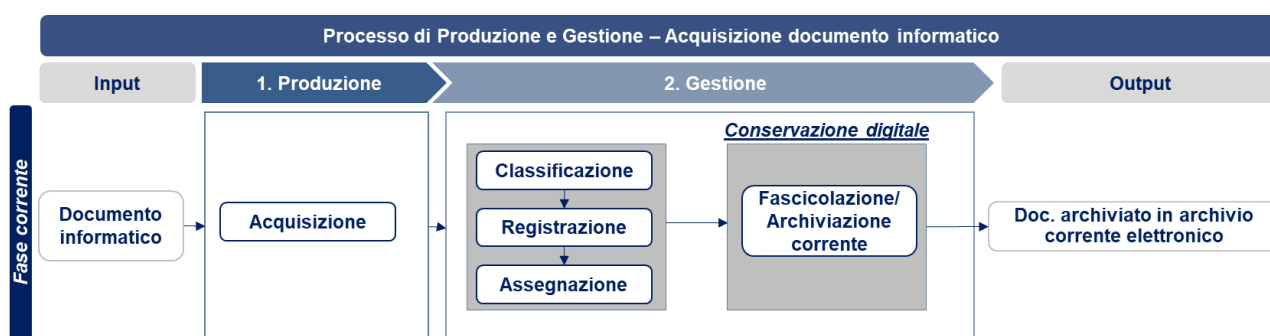 Processo di Produzione e Gestione – Acquisizione documento informatico
Input
1. Produzione
2. Gestione
Output
Fase corrente
Documento
informatico
Acquisizione
Classificazione
Registrazione
Assegnazione
Conservazione digitale
Fascicolazione/
Archiviazione
corrente
Doc. archiviato in archivio
corrente elettronico